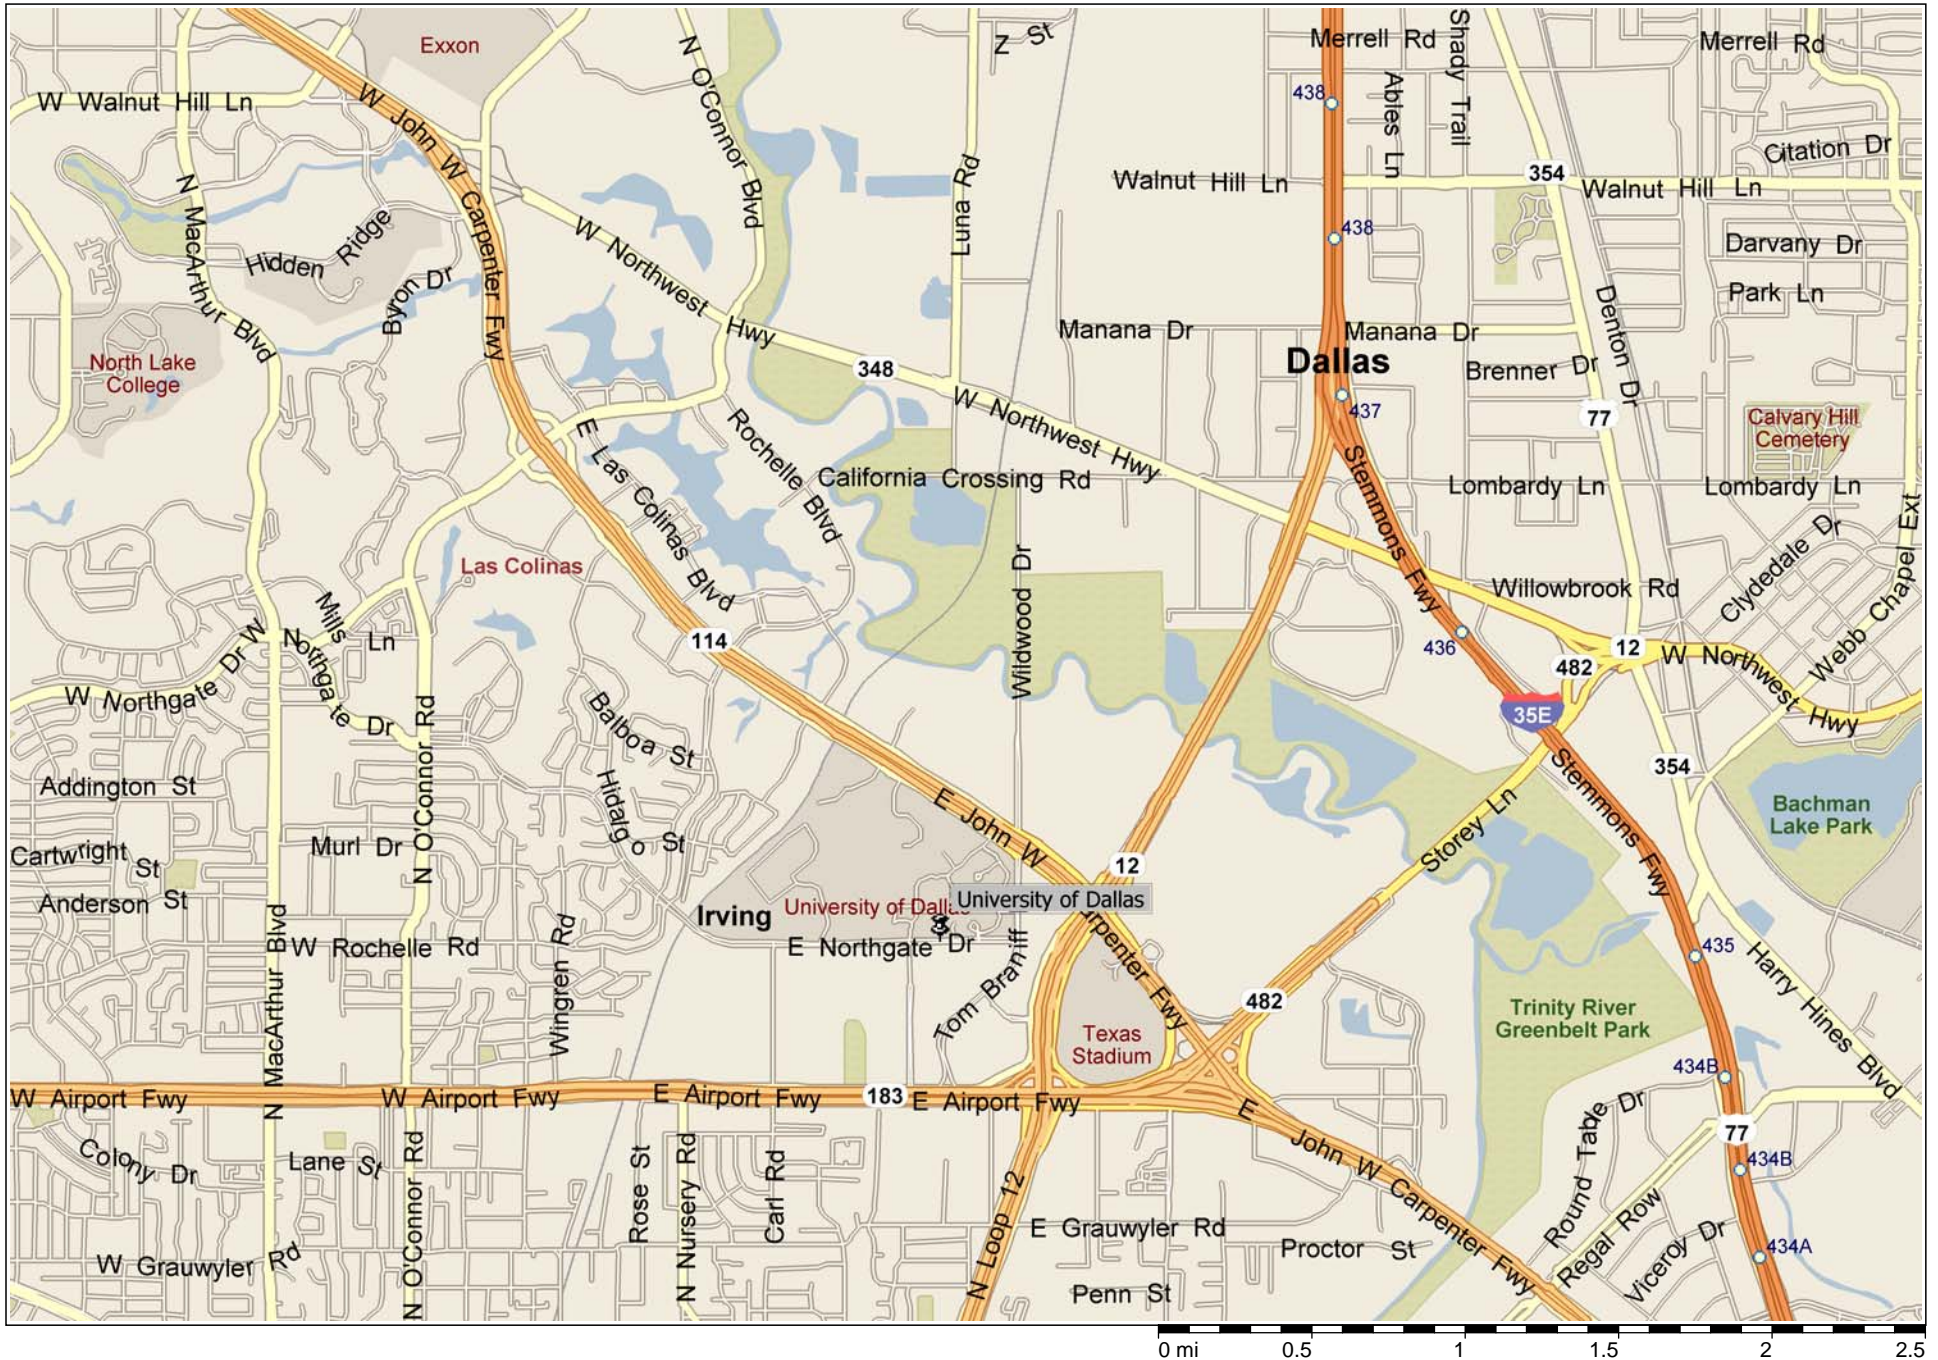 Exxon
N O'Connor Blvd
Z St
Merrell Rd
Shady Trail
Merrell Rd
W Walnut Hill Ln
W John W Carpenter Fwy
438
Ables Ln
Citation Dr
Luna Rd
Walnut Hill Ln
354
Walnut Hill Ln
N MacArthur Blvd
Hidden Ridge
W Northwest Hwy
438
Darvany Dr
Byron Dr
Park Ln
Denton Dr
Manana Dr
Manana Dr
North Lake
College
348
Dallas
Brenner Dr
W Northwest Hwy
437
77
Calvary Hill
Cemetery
E Las Colinas Blvd
Rochelle Blvd
California Crossing Rd
Stemmons Fwy
Lombardy Ln
Lombardy Ln
Webb Chapel Ext
Clydedale Dr
Las Colinas
Wildwood Dr
Willowbrook Rd
Mills Ln
114
436
12
482
W Northwest Hwy
W Northgate Dr W
Northgate Dr
35E
Balboa St
N O'Connor Rd
354
Stemmons Fwy
Addington St
Hidalgo St
E John W Carpenter Fwy
Storey Ln
Bachman
Lake Park
Cartwright St
Murl Dr
12
Anderson St
University of Dallas
University of Dallas
Irving
W Rochelle Rd
Wingren Rd
E Northgate Dr
435
Harry Hines Blvd
N MacArthur Blvd
Tom Braniff
482
Trinity River
Greenbelt Park
Texas
Stadium
434B
W Airport Fwy
W Airport Fwy
E Airport Fwy
183
E Airport Fwy
E John W Carpenter Fwy
Round Table Dr
77
Colony Dr
Lane St
N O'Connor Rd
Rose St
N Nursery Rd
Carl Rd
434B
N Loop 12
E Grauwyler Rd
Proctor St
Regal Row
Viceroy Dr
434A
W Grauwyler Rd
Penn St
0 mi 0.5 1 1.5 2 2.5